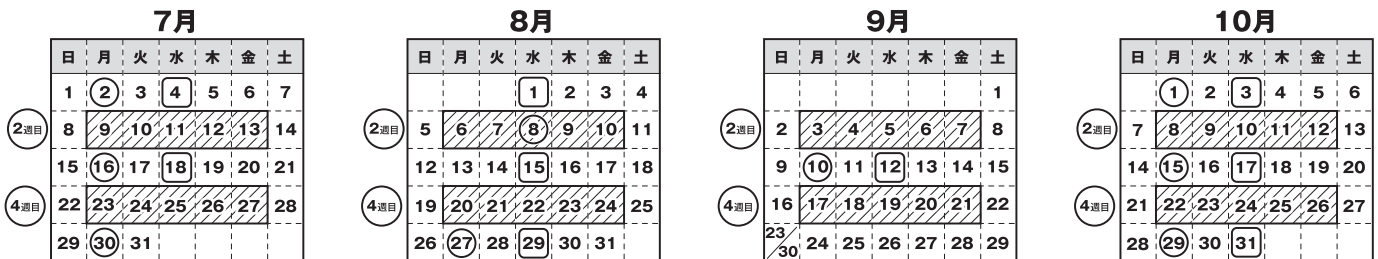 7月
日 月 火 水 木 金 土
1 2 3 4 5 6 7
2週目 8 9 10 11 12 13 14
15 16 17 18 19 20 21
4週目 22 23 24 25 26 27 28
29 30 31
8月
日 月 火 水 木 金 土
1 2 3 4
2週目 5 6 7 8 9 10 11
12 13 14 15 16 17 18
4週目 19 20 21 22 23 24 25
26 27 28 29 30 31
9月
日 月 火 水 木 金 土
1
2週目 2 3 4 5 6 7 8
9 10 11 12 13 14 15
4週目 16 17 18 19 20 21 22
23/30 24 25 26 27 28 29
10月
日 月 火 水 木 金 土
1 2 3 4 5 6
2週目 7 8 9 10 11 12 13
14 15 16 17 18 19 20
4週目 21 22 23 24 25 26 27
28 29 30 31